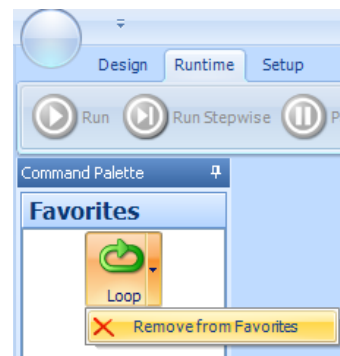 Design Runtime Setup
Run Run Stepwise P
Command Palette
Favorites
Loop
Remove from Favorites